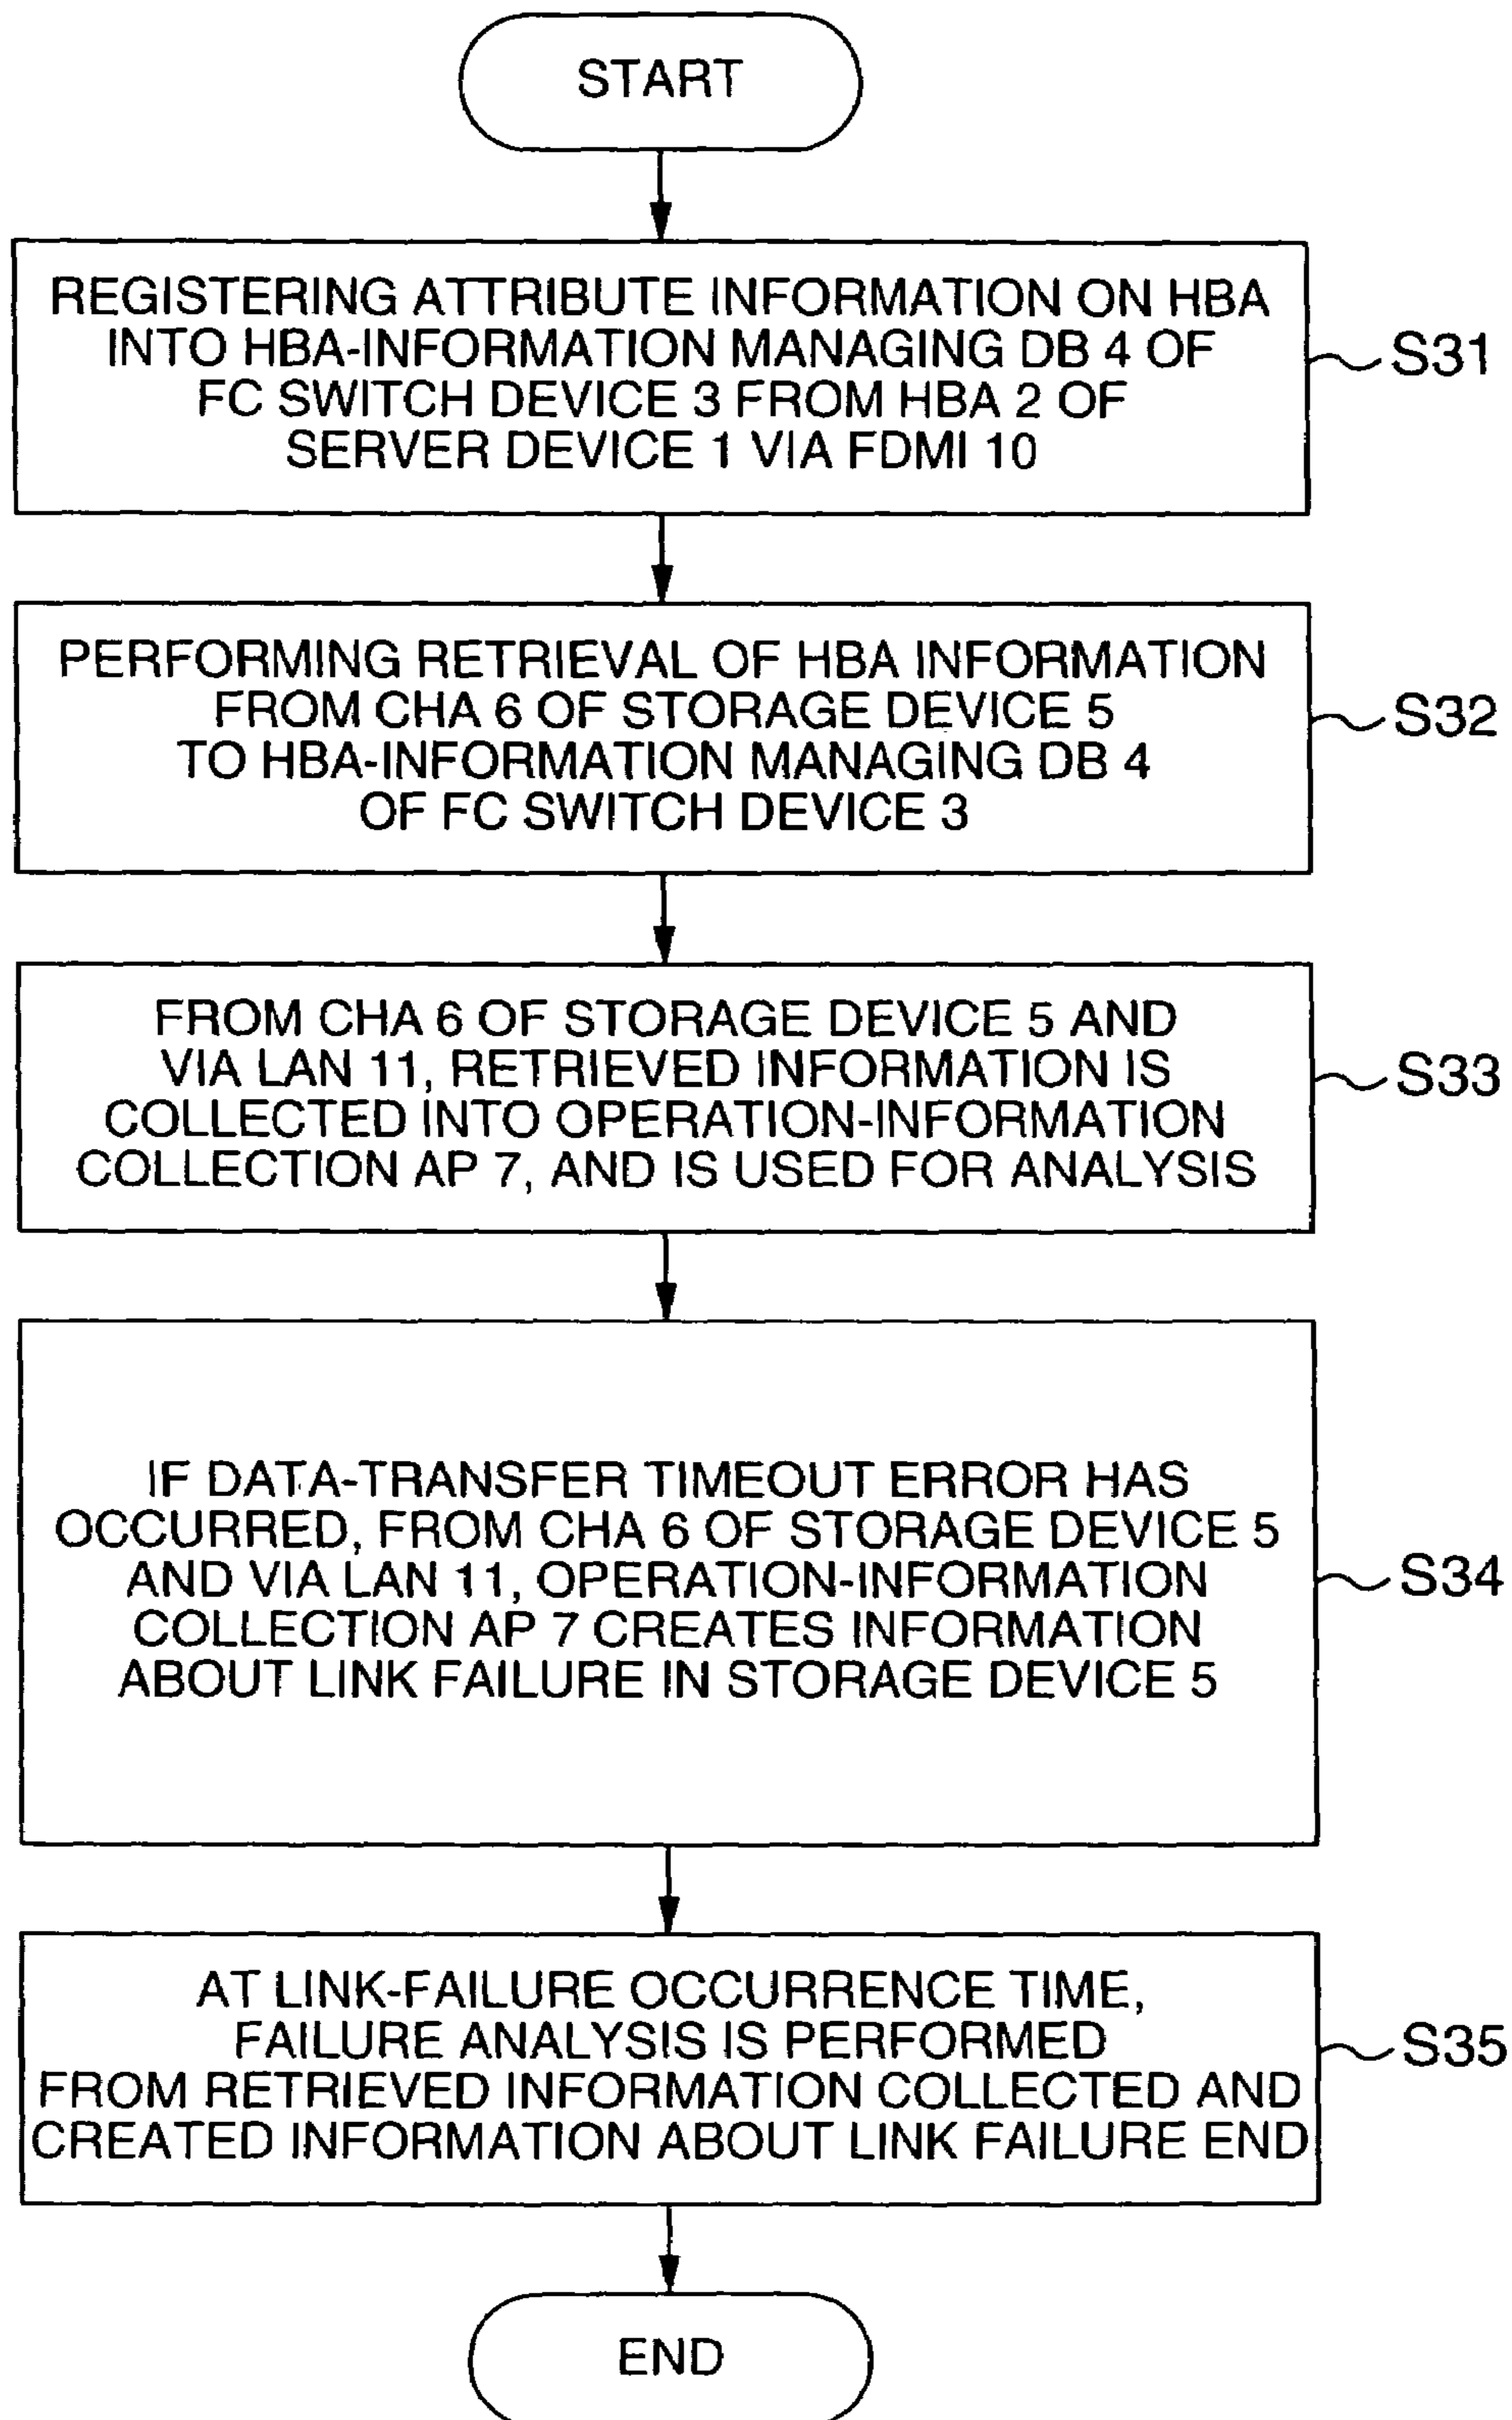 START
REGISTERING ATTRIBUTE INFORMATION ON HBA
INTO HBA-INFORMATION MANAGING DB 4 OF
FC SWITCH DEVICE 3 FROM HBA 2 OF
SERVER DEVICE 1 VIA FDMI 10
S31
PERFORMING RETRIEVAL OF HBA INFORMATION
FROM CHA 6 OF STORAGE DEVICE 5
TO HBA-INFORMATION MANAGING DB 4
OF FC SWITCH DEVICE 3
S32
FROM CHA 6 OF STORAGE DEVICE 5 AND
VIA LAN 11, RETRIEVED INFORMATION IS
COLLECTED INTO OPERATION-INFORMATION
COLLECTION AP 7, AND IS USED FOR ANALYSIS
S33
IF DATA-TRANSFER TIMEOUT ERROR HAS
OCCURRED, FROM CHA 6 OF STORAGE DEVICE 5
AND VIA LAN 11, OPERATION-INFORMATION
COLLECTION AP 7 CREATES INFORMATION
ABOUT LINK FAILURE IN STORAGE DEVICE 5
S34
AT LINK-FAILURE OCCURRENCE TIME,
FAILURE ANALYSIS IS PERFORMED
FROM RETRIEVED INFORMATION COLLECTED AND
CREATED INFORMATION ABOUT LINK FAILURE END
S35
END